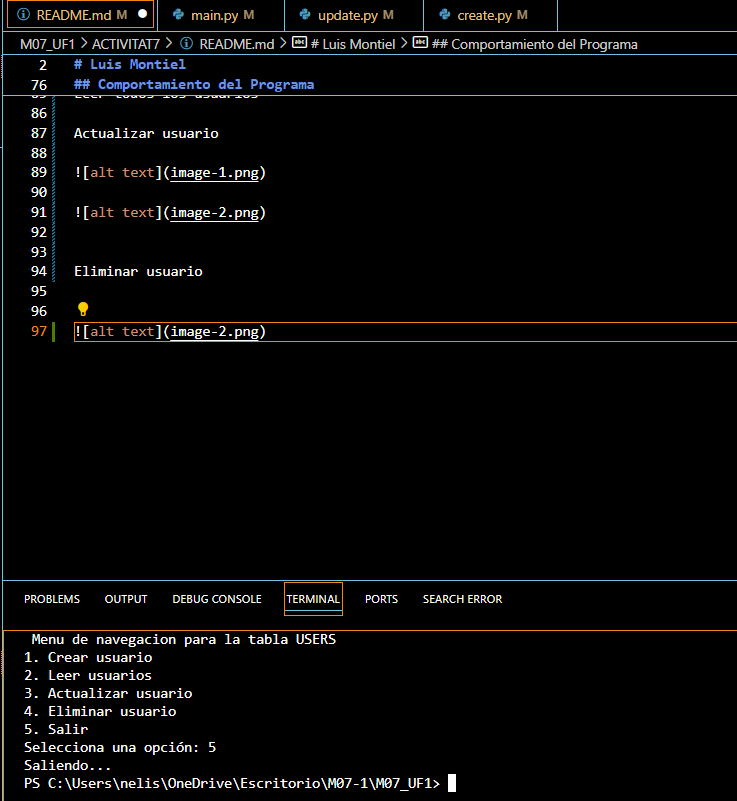 README.md M
main.py M
update.py M
create.py M
M07_UF1 > ACTIVITAT7 > README.md > # Luis Montiel > ## Comportamiento del Programa
2 # Luis Montiel
76 ## Comportamiento del Programa
85 Leer todos los usuarios
86
87 Actualizar usuario
88
89 ![alt text](image-1.png)
90
91 ![alt text](image-2.png)
92
93
94 Eliminar usuario
95
96
97 ![alt text](image-2.png)
PROBLEMS OUTPUT DEBUG CONSOLE TERMINAL PORTS SEARCH ERROR
Menu de navegacion para la tabla USERS
1. Crear usuario
2. Leer usuarios
3. Actualizar usuario
4. Eliminar usuario
5. Salir
Selecciona una opción: 5
Saliendo...
PS C:\Users\nelis\OneDrive\Escritorio\M07-1\M07_UF1>